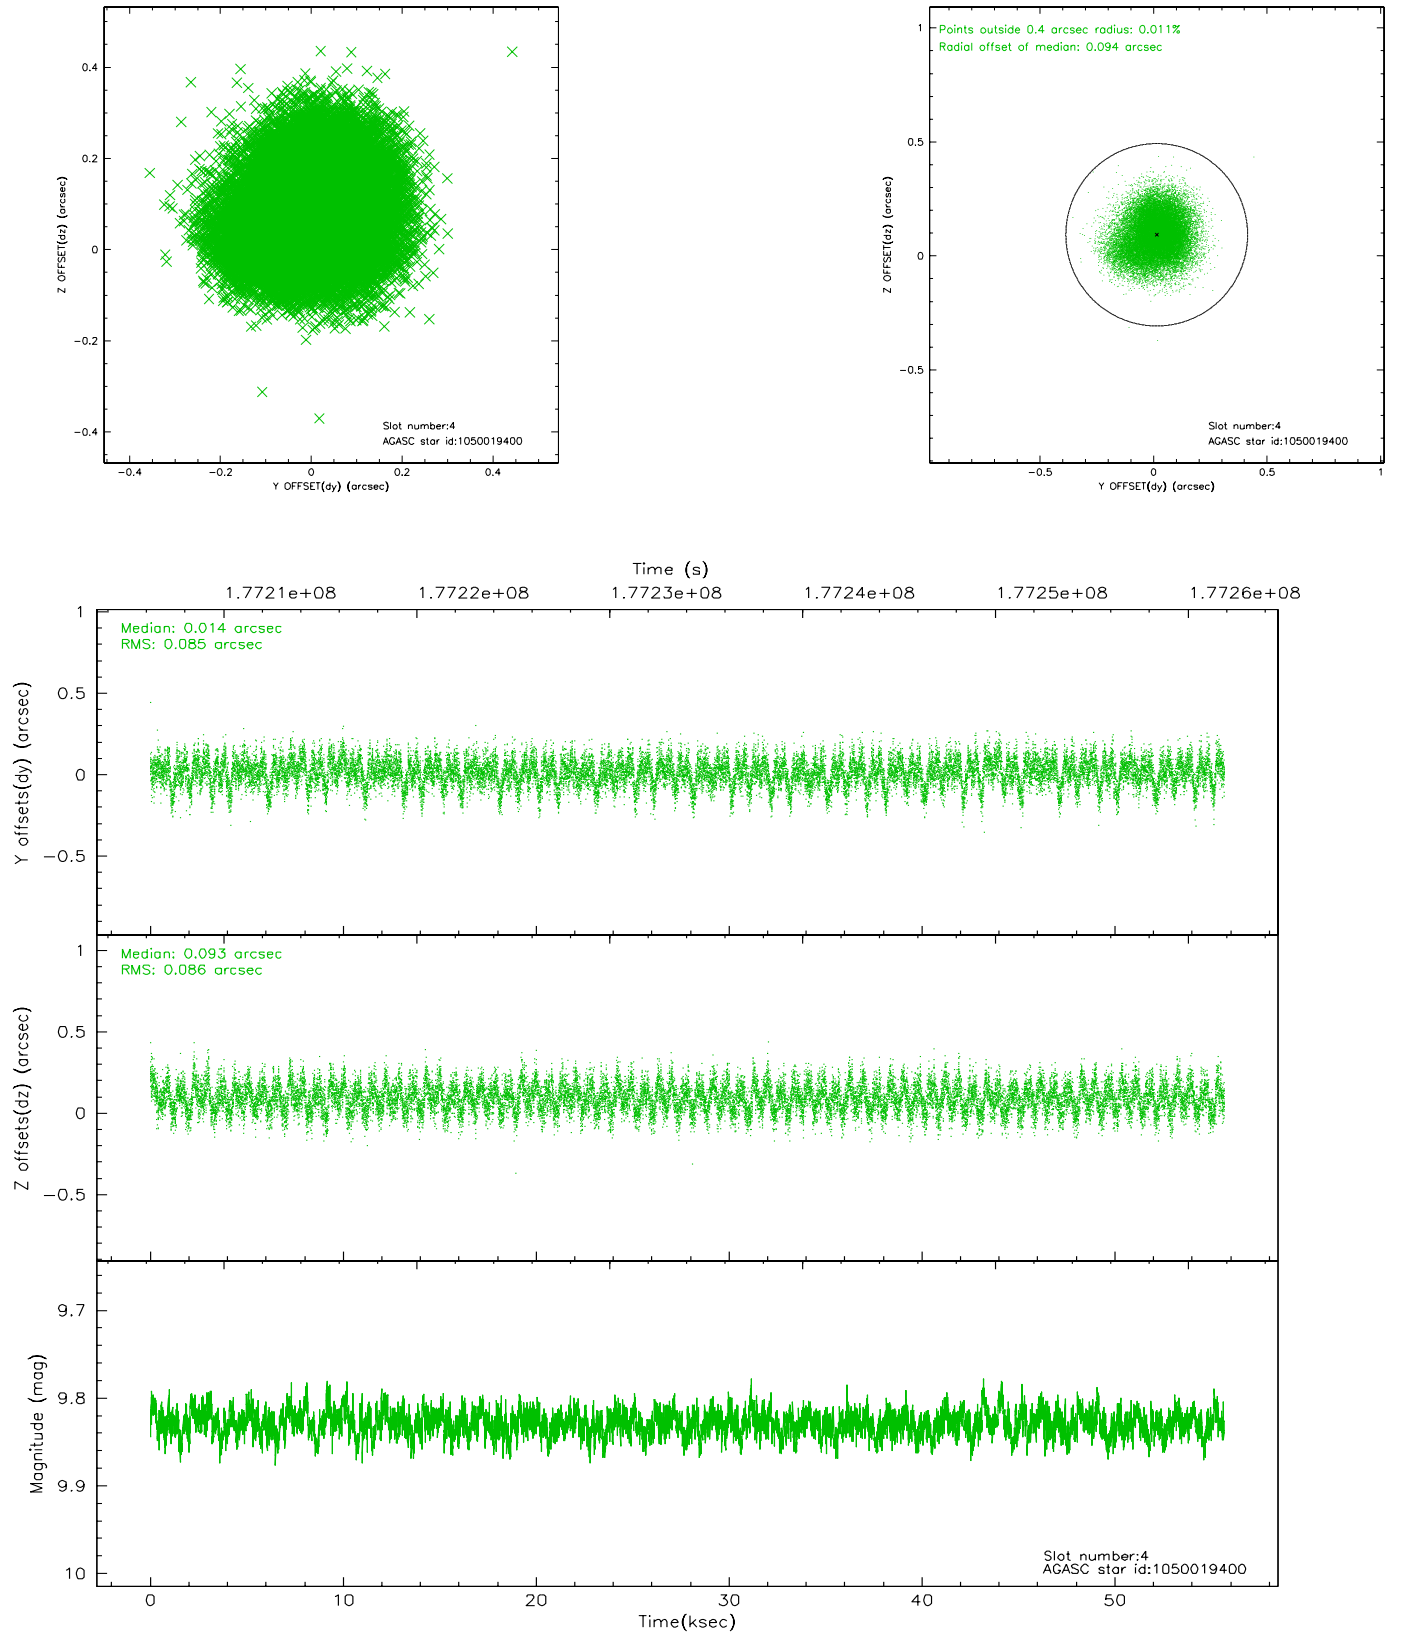 0.4
0.2
0
-0.2
-0.4
Z OFFSET(dz) (arcsec)
Slot number:4
AGASC star id:1050019400
-0.4 -0.2 0 0.2 0.4
Y OFFSET(dy) (arcsec)
Points outside 0.4 arcsec radius: 0.011%
Radial offset of median: 0.094 arcsec
1
0.5
0
-0.5
Z OFFSET(dz) (arcsec)
Slot number:4
AGASC star id:1050019400
-0.5 0 0.5 1
Y OFFSET(dy) (arcsec)
Time (s)
1.7721e+08 1.7722e+08 1.7723e+08 1.7724e+08 1.7725e+08 1.7726e+08
Median: 0.014 arcsec
RMS: 0.085 arcsec
1
0.5
0
-0.5
Y offsets(dy) (arcsec)
Median: 0.093 arcsec
RMS: 0.086 arcsec
1
0.5
0
-0.5
Z offsets(dz) (arcsec)
9.7
9.8
9.9
10
Magnitude (mag)
Slot number:4
AGASC star id:1050019400
0 10 20 30 40 50
Time(ksec)